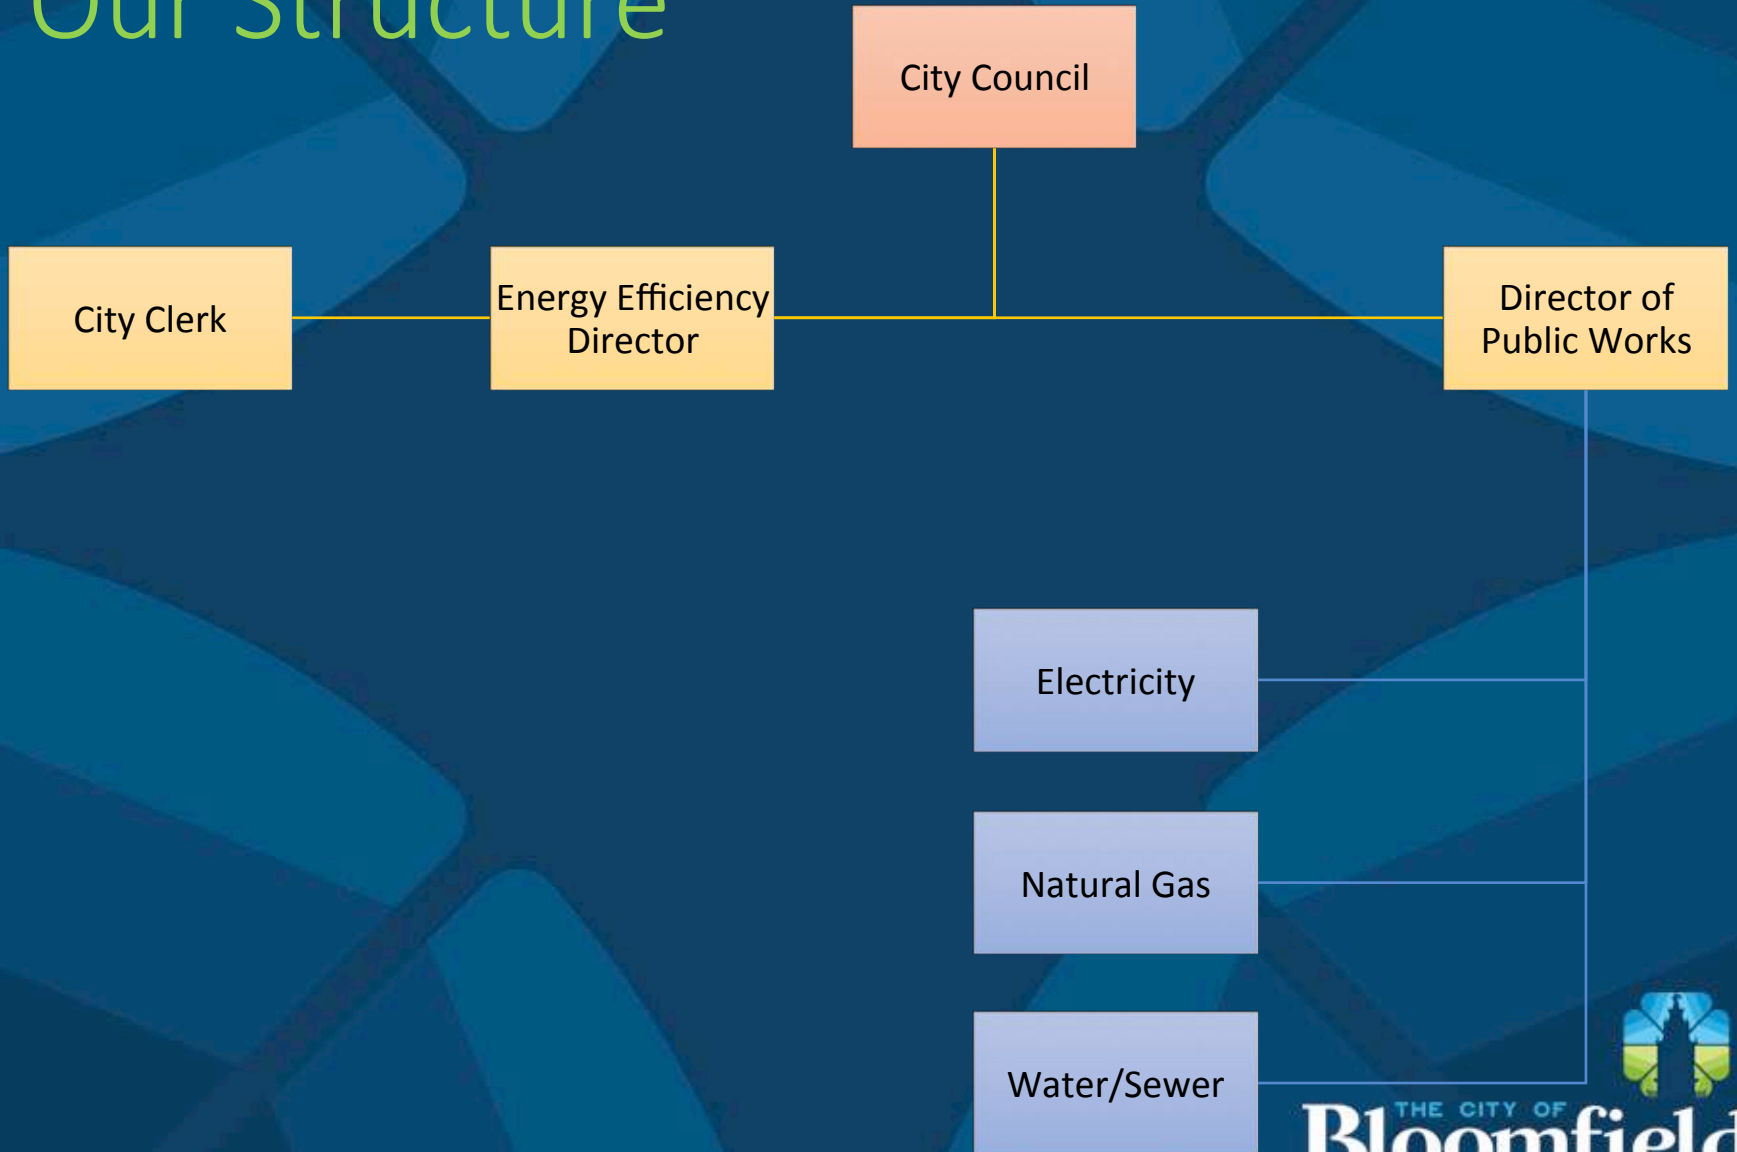 Our Structure
City Council
City Clerk
Energy Efficiency
Director
Director of
Public Works
Electricity
Natural Gas
Water/Sewer
THE CITY OF
Bloomfield